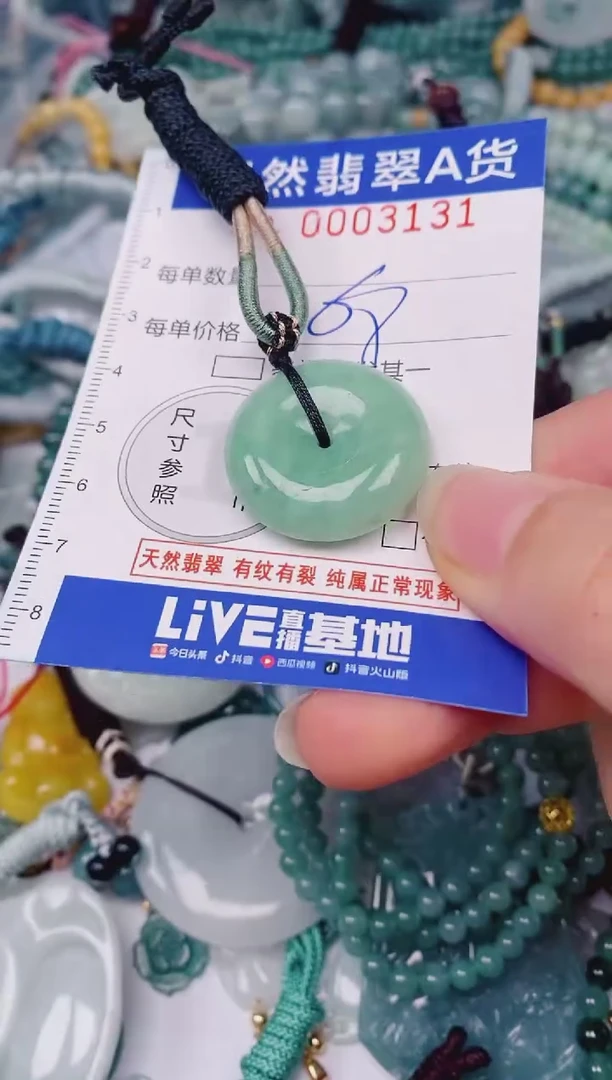 然翡翠A货
0003131
每单数量
每单价格
其一
尺寸参照
1
2
3
4
5
6
7
8
天然翡翠 有纹有裂 纯属正常现象
LiVE直播基地
今日头条 抖音 西瓜视频 抖音火山版